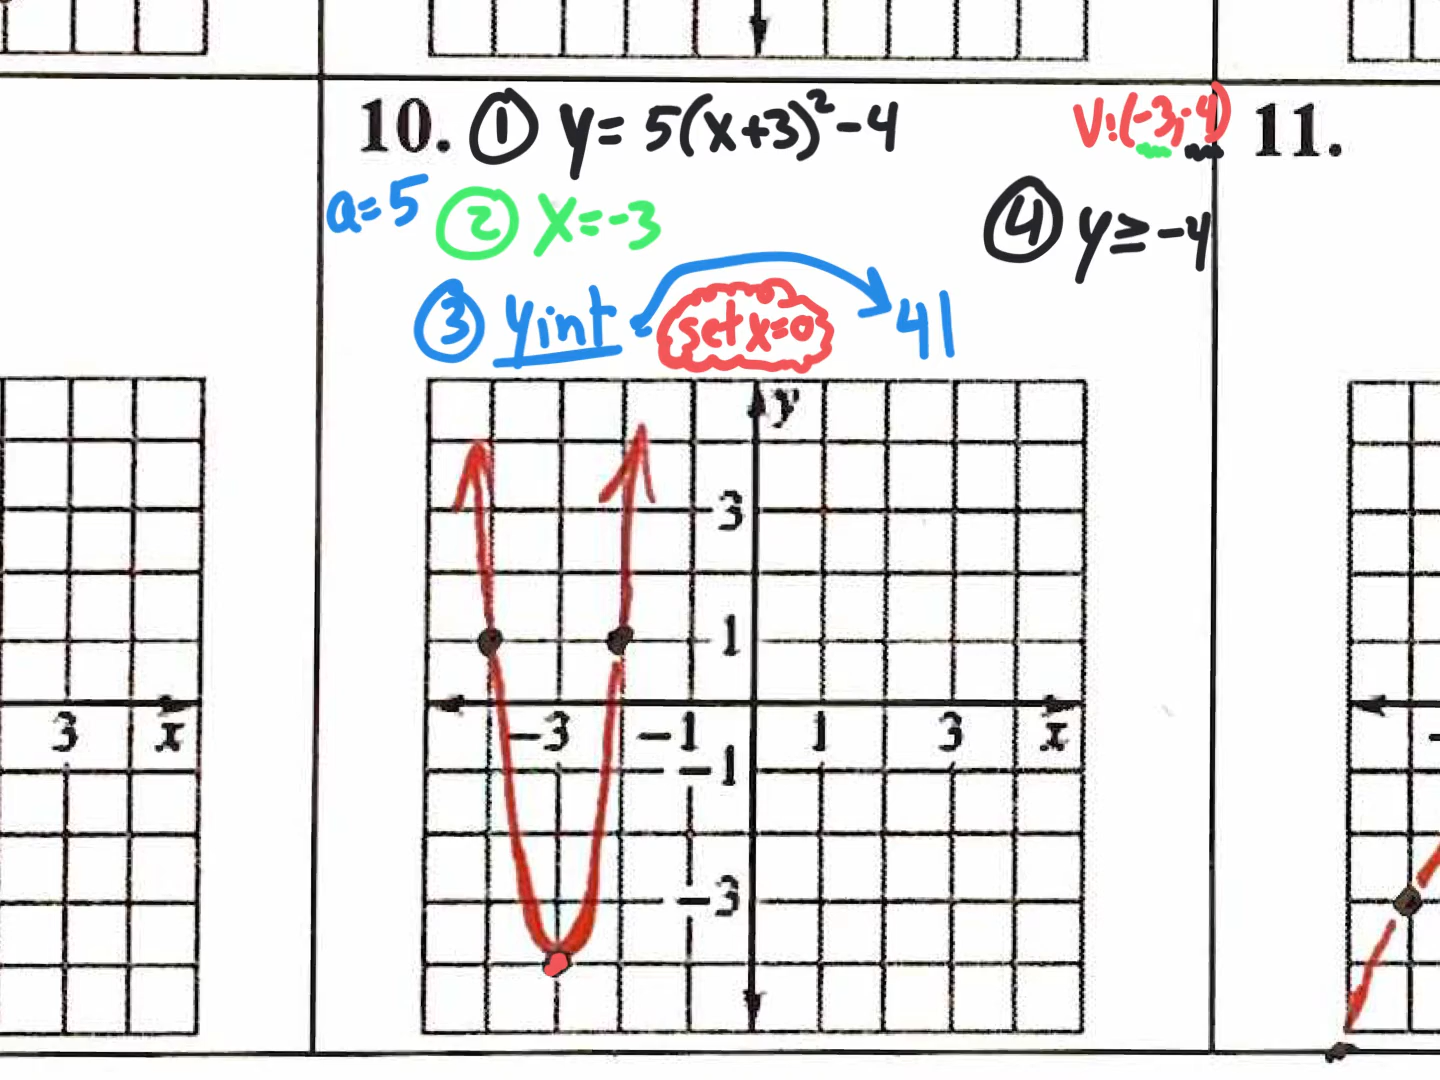 10. ① y= 5(x+3)²-4 V:(-3,-4) 11.
a=5 ② x=-3 ④ y≥-4
③ yint set x=0 41
y
3
1
3 x -3 -1 1 3 x
-1
-3